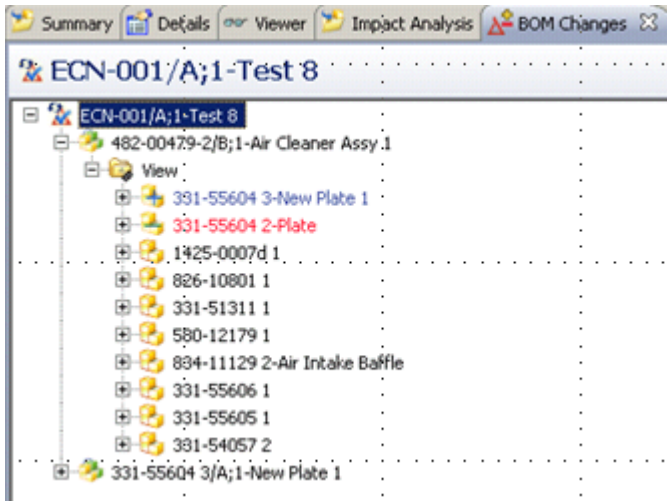 Summary Details Viewer Impact Analysis BOM Changes
ECN-001/A;1-Test 8
ECN-001/A;1-Test 8
482-00479-2/B;1-Air Cleaner Assy 1
View
331-55604 3-New Plate 1
331-55604 2-Plate
1425-0007d 1
826-10801 1
331-51311 1
580-12179 1
834-11129 2-Air Intake Baffle
331-55606 1
331-55605 1
331-54057 2
331-55604 3/A;1-New Plate 1